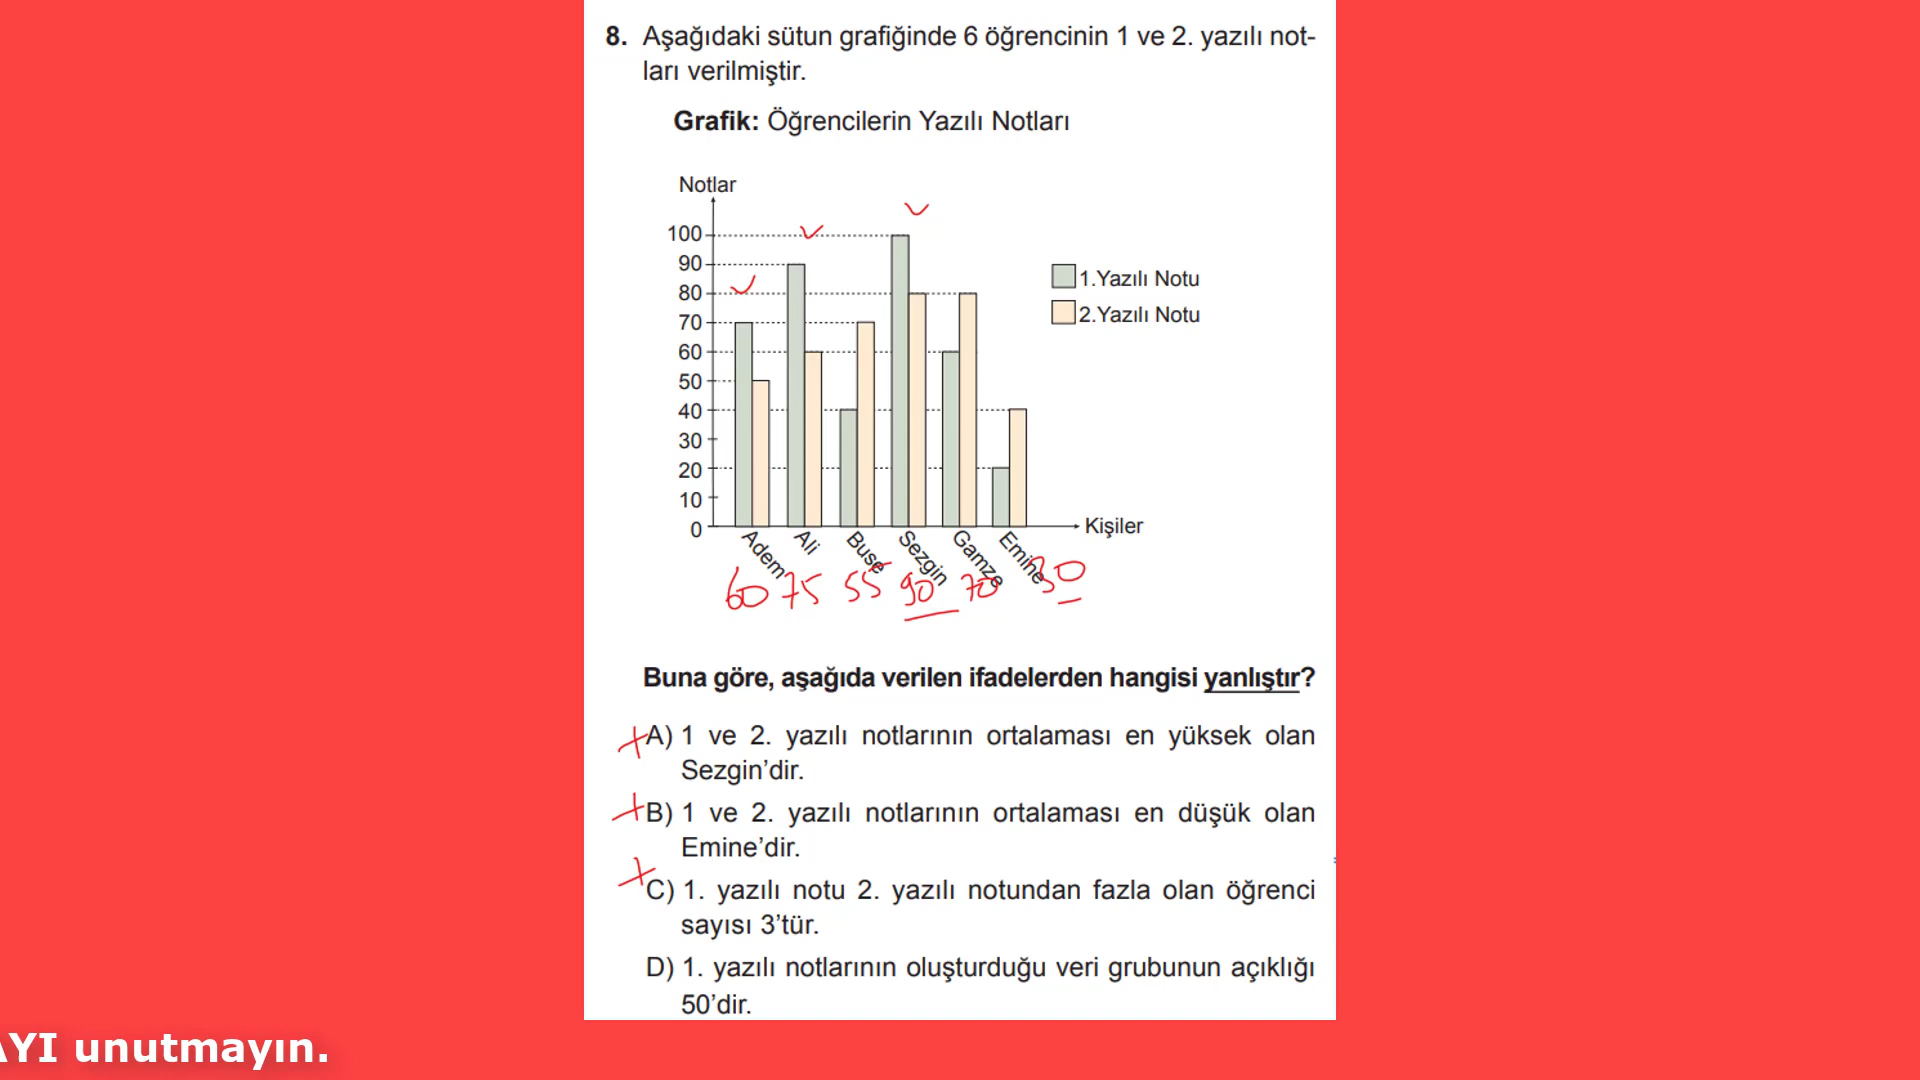 8. Aşağıdaki sütun grafiğinde 6 öğrencinin 1 ve 2. yazılı not-
ları verilmiştir.
Grafik: Öğrencilerin Yazılı Notları
Notlar
100
90
80
70
60
50
40
30
20
10
0
1.Yazılı Notu
2.Yazılı Notu
Kişiler
Adem Ali Buse Sezgin Gamze Emine
60 75 55 90 70 30
Buna göre, aşağıda verilen ifadelerden hangisi yanlıştır?
A) 1 ve 2. yazılı notlarının ortalaması en yüksek olan
Sezgin’dir.
B) 1 ve 2. yazılı notlarının ortalaması en düşük olan
Emine’dir.
C) 1. yazılı notu 2. yazılı notundan fazla olan öğrenci
sayısı 3’tür.
D) 1. yazılı notlarının oluşturduğu veri grubunun açıklığı
50’dir.
AYI unutmayın.